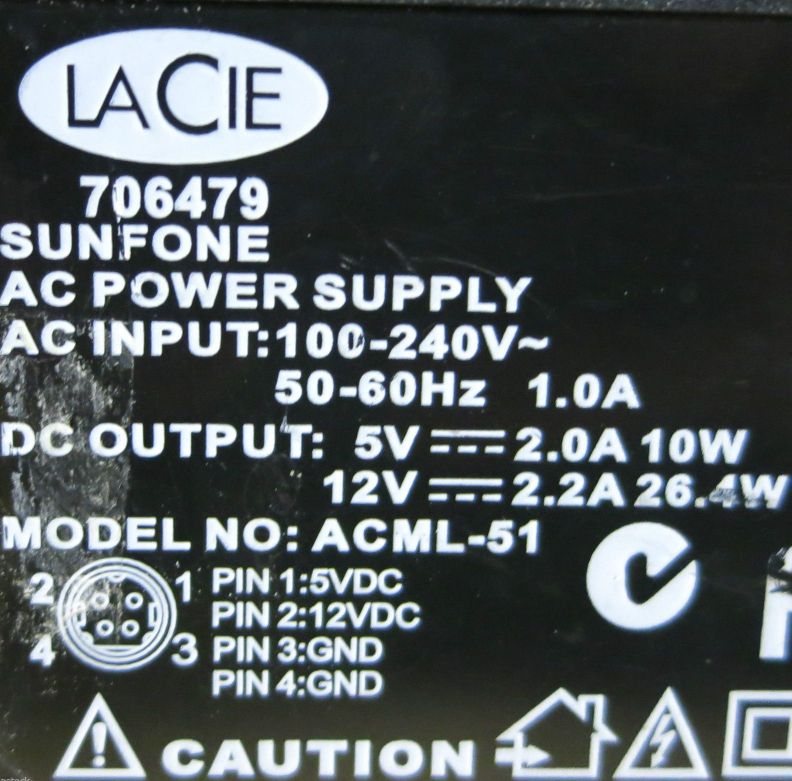 LACIE
706479
SUNFONE
AC POWER SUPPLY
AC INPUT:100-240V~
50-60Hz 1.0A
DC OUTPUT: 5V⎓2.0A 10W
12V⎓2.2A 26.4W
MODEL NO: ACML-51
2 1 PIN 1:5VDC
PIN 2:12VDC
4 3 PIN 3:GND
PIN 4:GND
CAUTION